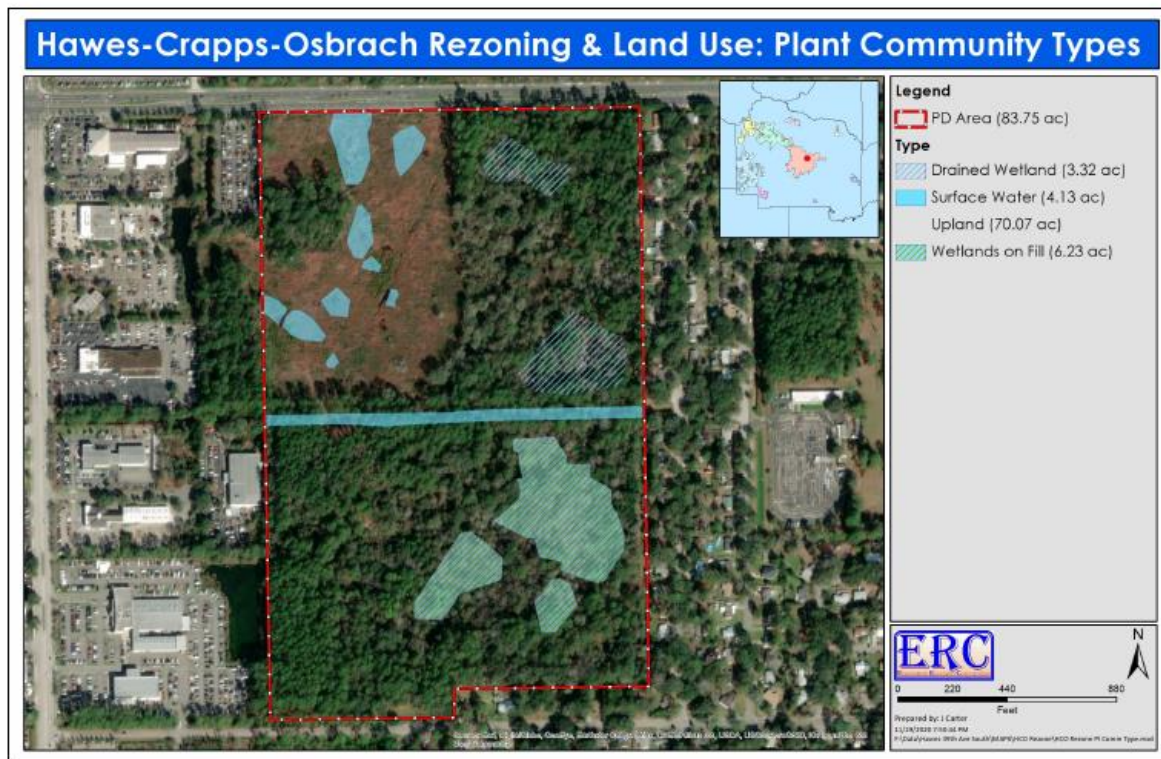 Hawes-Crapps-Osbrach Rezoning & Land Use: Plant Community Types
Legend
PD Area (83.75 ac)
Type
Drained Wetland (3.32 ac)
Surface Water (4.13 ac)
Upland (70.07 ac)
Wetlands on Fill (6.23 ac)
ERC
N
0 220 440 880
Feet
Prepared by: J Carter